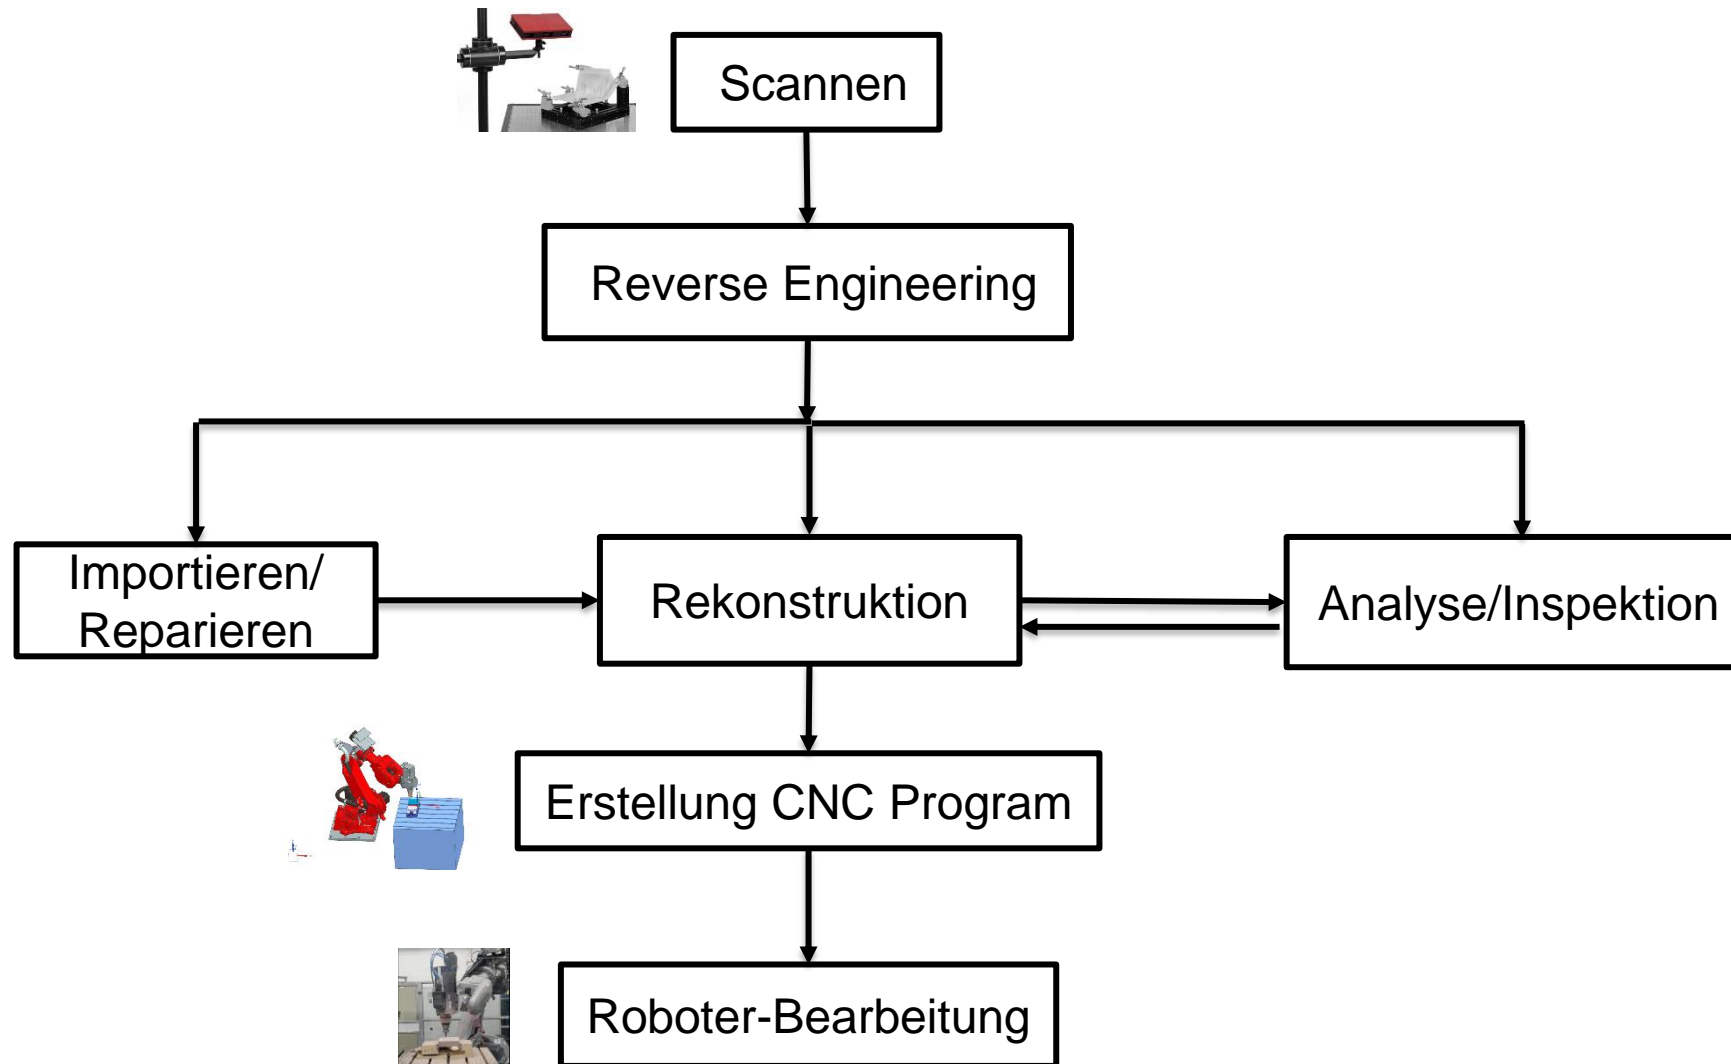 Scannen
Reverse Engineering
Importieren/
Reparieren
Rekonstruktion
Analyse/Inspektion
Erstellung CNC Program
Roboter-Bearbeitung